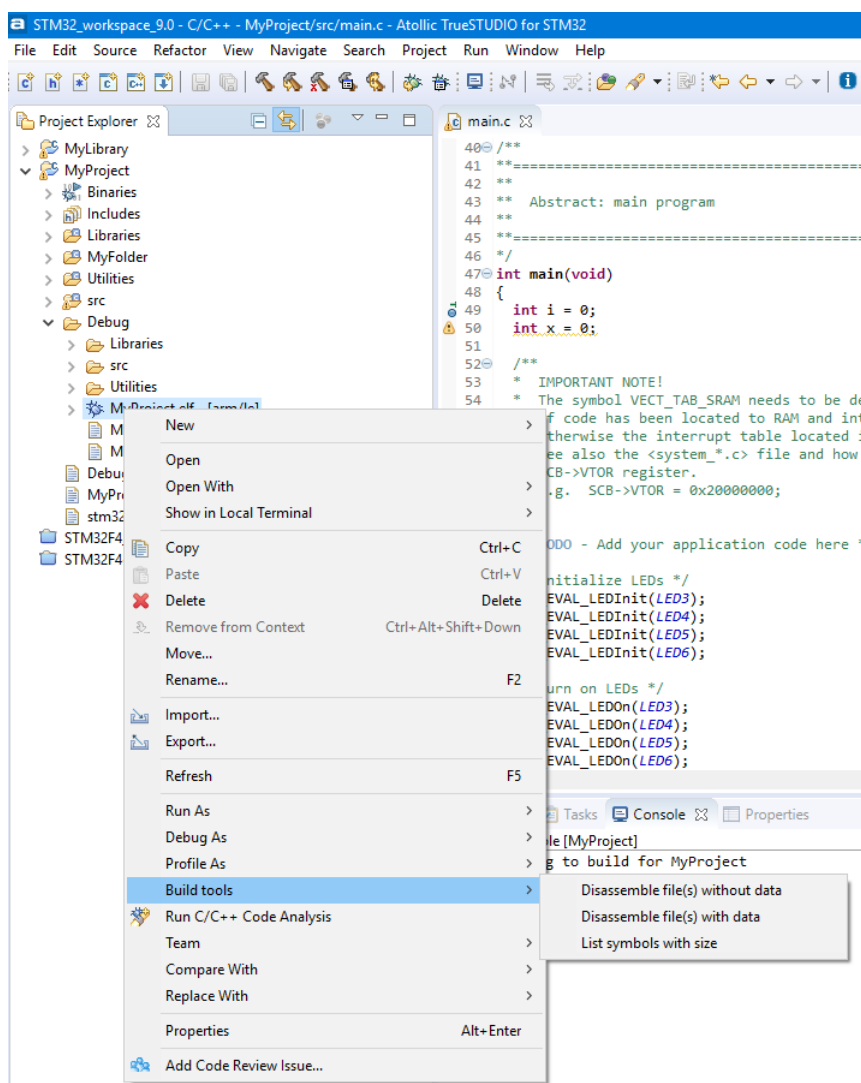 STM32_workspace_9.0 - C/C++ - MyProject/src/main.c - Atollic TrueSTUDIO for STM32
File Edit Source Refactor View Navigate Search Project Run Window Help
Project Explorer
MyLibrary
MyProject
Binaries
Includes
Libraries
MyFolder
Utilities
src
Debug
Libraries
src
Utilities
MyProject.elf - [arm/le]
M
M
Debu
MyPr
stm32
STM32F4
STM32F4
main.c
40 /**
41 **===========================================
42 **
43 ** Abstract: main program
44 **
45 **===========================================
46 */
47 int main(void)
48 {
49 int i = 0;
50 int x = 0;
51
52 /**
53 * IMPORTANT NOTE!
54 * The symbol VECT_TAB_SRAM needs to be de
f code has been located to RAM and int
therwise the interrupt table located i
ee also the <system_*.c> file and how
CB->VTOR register.
.g. SCB->VTOR = 0x20000000;
ODO - Add your application code here *
nitialize LEDs */
EVAL_LEDInit(LED3);
EVAL_LEDInit(LED4);
EVAL_LEDInit(LED5);
EVAL_LEDInit(LED6);
urn on LEDs */
EVAL_LEDOn(LED3);
EVAL_LEDOn(LED4);
EVAL_LEDOn(LED5);
EVAL_LEDOn(LED6);
New
Open
Open With
Show in Local Terminal
Copy Ctrl+C
Paste Ctrl+V
Delete Delete
Remove from Context Ctrl+Alt+Shift+Down
Move...
Rename... F2
Import...
Export...
Refresh F5
Run As
Debug As
Profile As
Build tools
Run C/C++ Code Analysis
Team
Compare With
Replace With
Properties Alt+Enter
Add Code Review Issue...
Tasks Console Properties
le [MyProject]
g to build for MyProject
Disassemble file(s) without data
Disassemble file(s) with data
List symbols with size